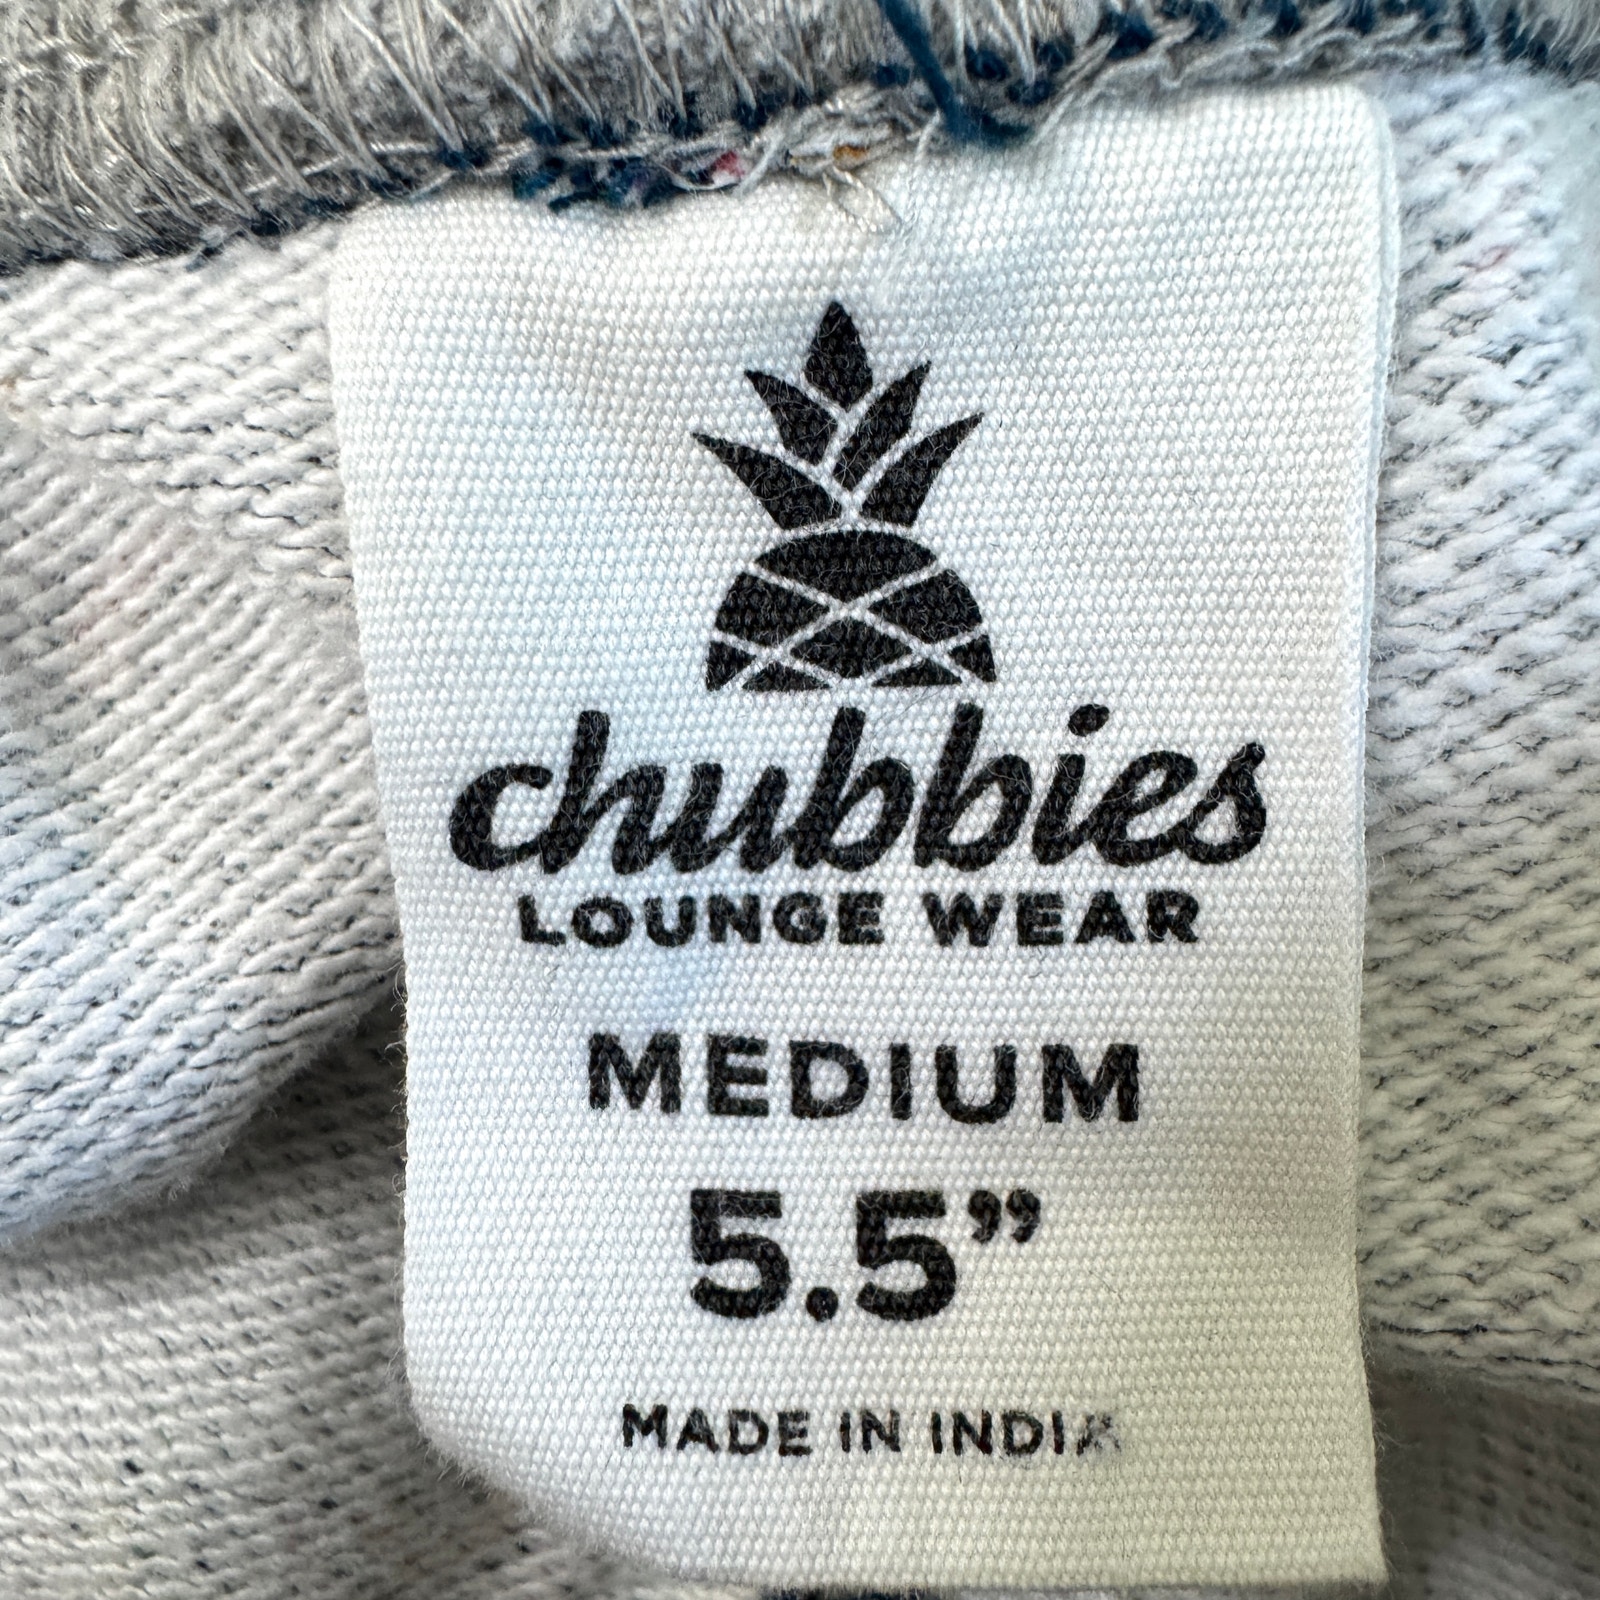 chubbies
LOUNGE WEAR
MEDIUM
5.5”
MADE IN INDIA